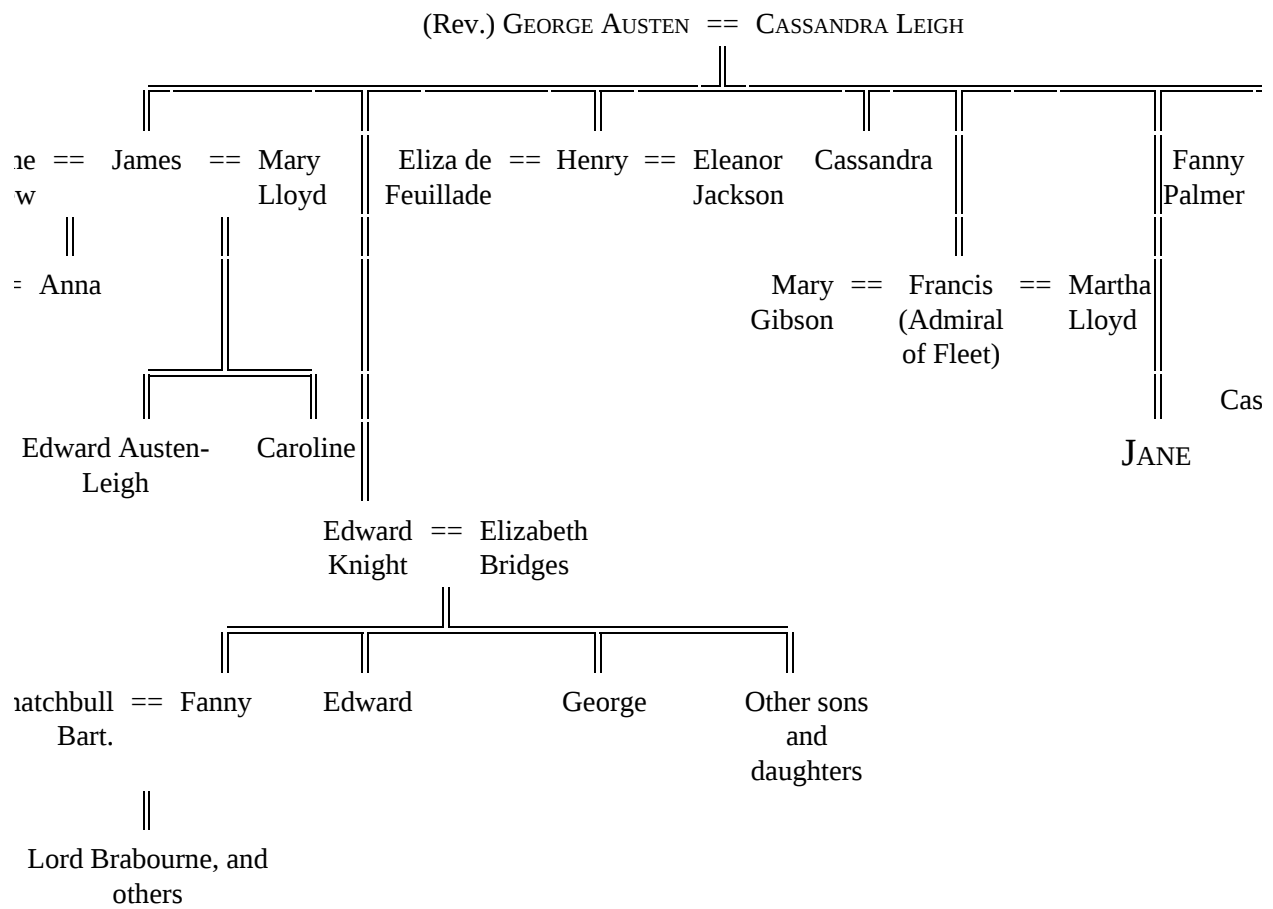 (Rev.) GEORGE AUSTEN == CASSANDRA LEIGH
== James == Mary Lloyd
Eliza de Feuillade == Henry == Eleanor Jackson
Cassandra
Fanny Palmer
Anna
Mary Gibson == Francis (Admiral of Fleet) == Martha Lloyd
Edward Austen-
Leigh
Caroline
JANE
Edward Knight == Elizabeth Bridges
== Fanny
Bart.
Edward
George
Other sons
and
daughters
Lord Brabourne, and
others